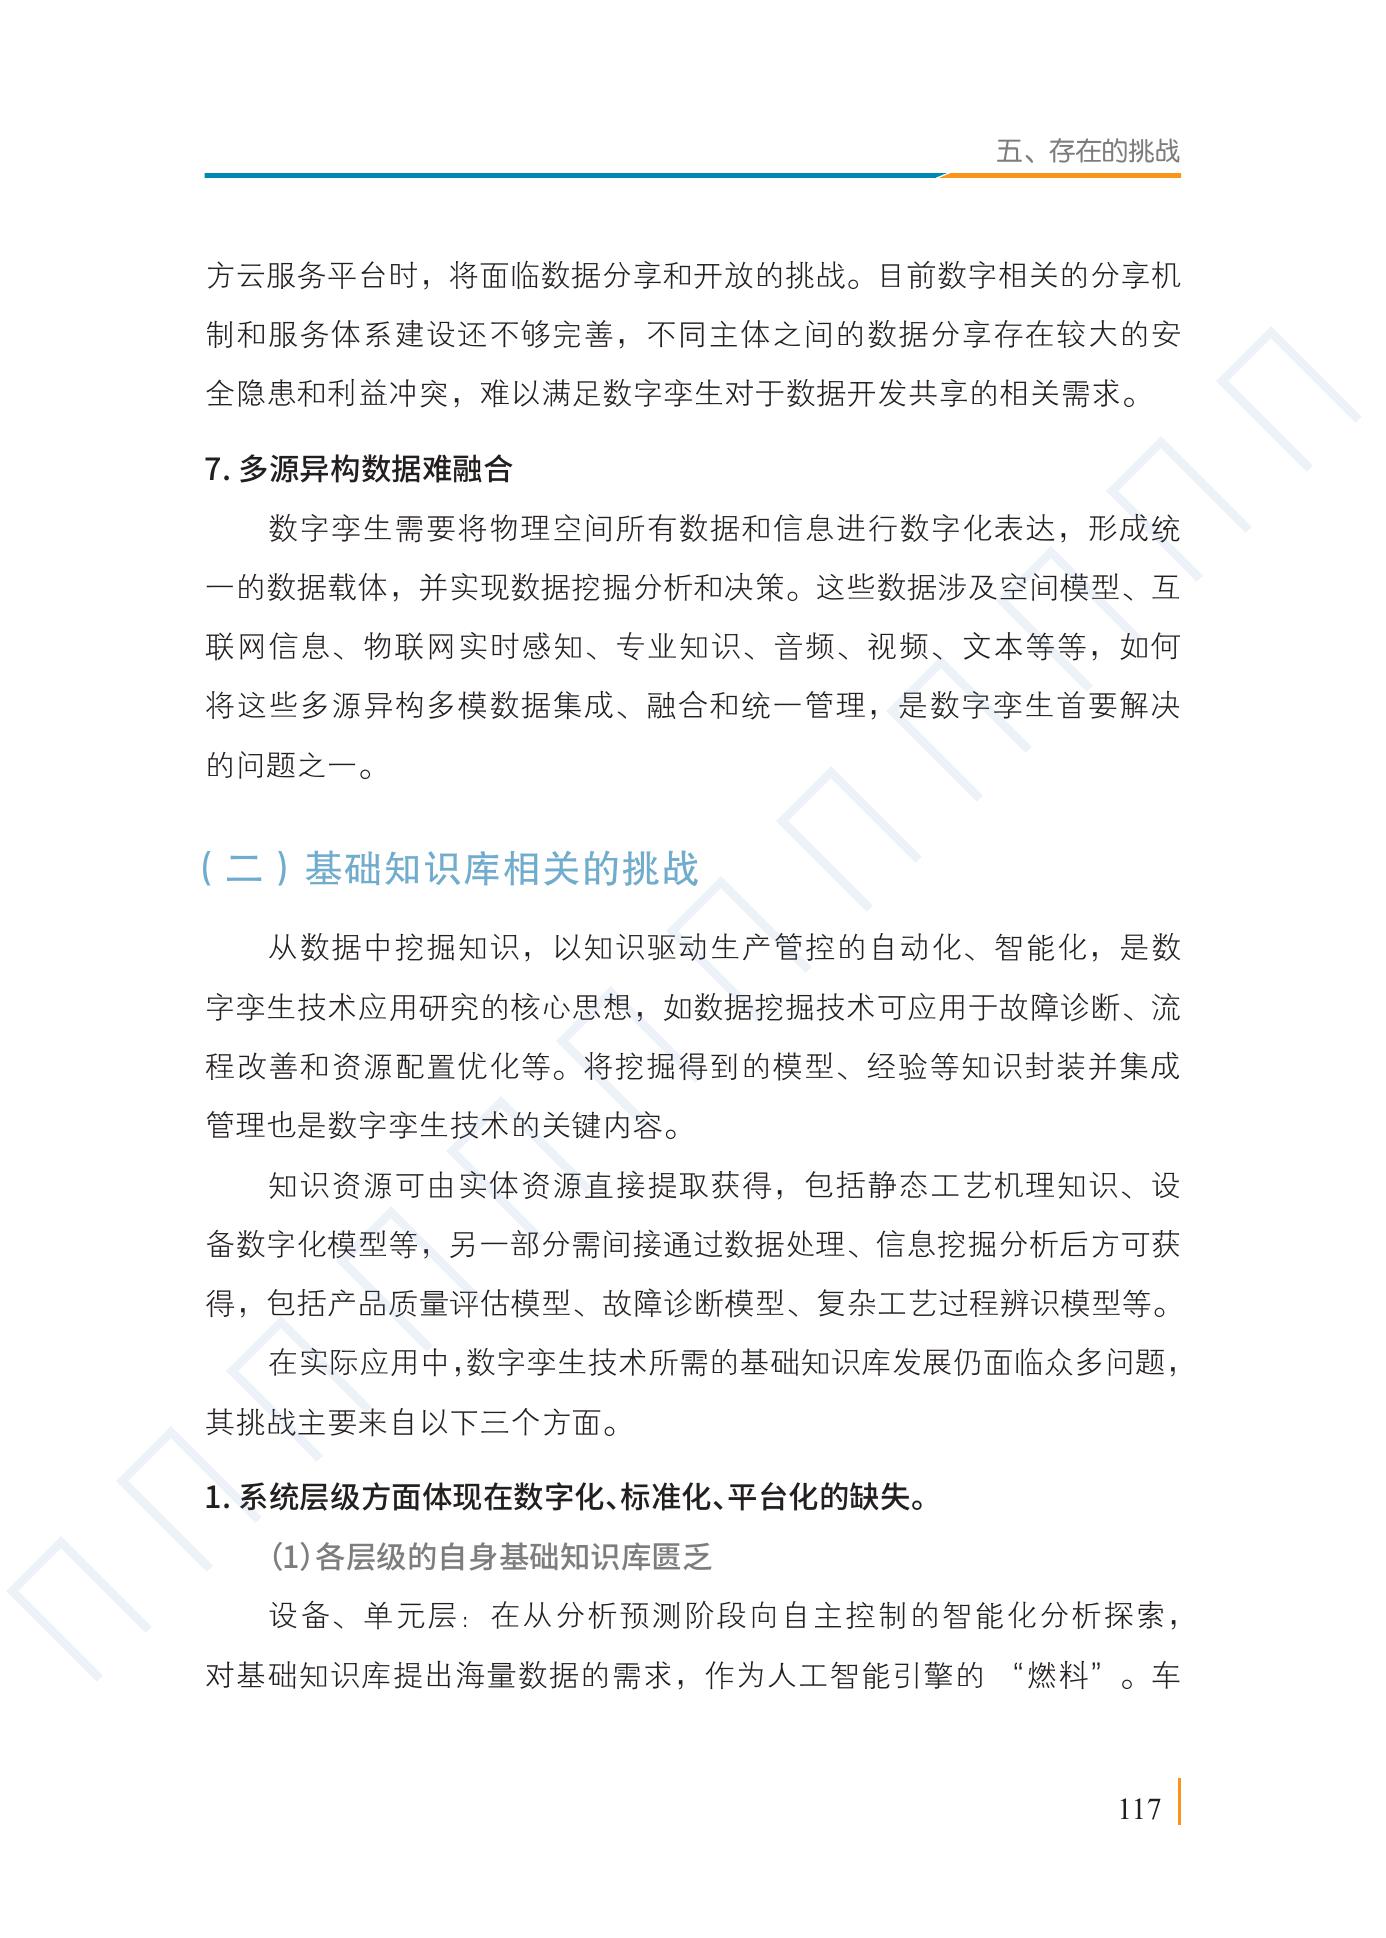 五、存在的挑战
方云服务平台时，将面临数据分享和开放的挑战。目前数字相关的分享机
制和服务体系建设还不够完善，不同主体之间的数据分享存在较大的安
全隐患和利益冲突，难以满足数字孪生对于数据开发共享的相关需求。
7. 多源异构数据难融合
数字孪生需要将物理空间所有数据和信息进行数字化表达，形成统
一的数据载体，并实现数据挖掘分析和决策。这些数据涉及空间模型、互
联网信息、物联网实时感知、专业知识、音频、视频、文本等等，如何
将这些多源异构多模数据集成、融合和统一管理，是数字孪生首要解决
的问题之一。
（二）基础知识库相关的挑战
从数据中挖掘知识，以知识驱动生产管控的自动化、智能化，是数
字孪生技术应用研究的核心思想，如数据挖掘技术可应用于故障诊断、流
程改善和资源配置优化等。将挖掘得到的模型、经验等知识封装并集成
管理也是数字孪生技术的关键内容。
知识资源可由实体资源直接提取获得，包括静态工艺机理知识、设
备数字化模型等，另一部分需间接通过数据处理、信息挖掘分析后方可获
得，包括产品质量评估模型、故障诊断模型、复杂工艺过程辨识模型等。
在实际应用中，数字孪生技术所需的基础知识库发展仍面临众多问题，
其挑战主要来自以下三个方面。
1. 系统层级方面体现在数字化、标准化、平台化的缺失。
（1）各层级的自身基础知识库匮乏
设备、单元层：在从分析预测阶段向自主控制的智能化分析探索，
对基础知识库提出海量数据的需求，作为人工智能引擎的 “燃料” 。车
117